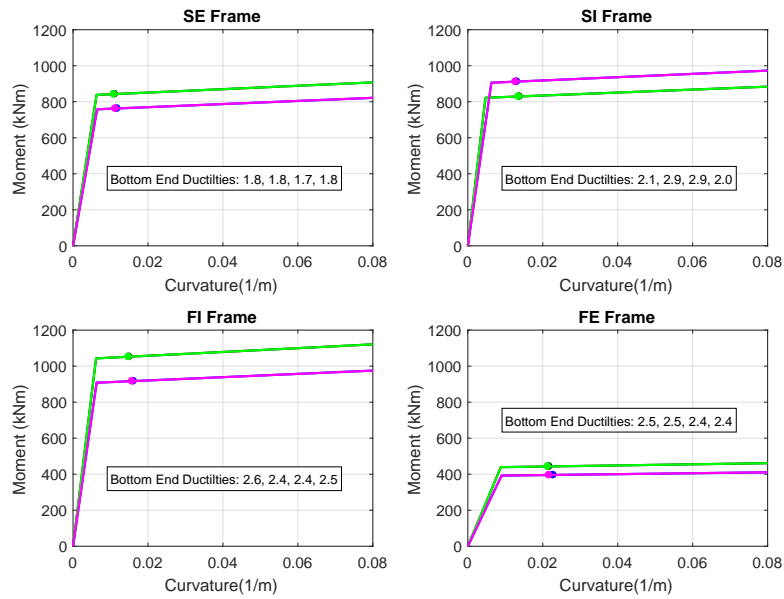 SE Frame
1200
1000
800
600
400
200
0
Moment (kNm)
Bottom End Ductilties: 1.8, 1.8, 1.7, 1.8
0 0.02 0.04 0.06 0.08
Curvature(1/m)
SI Frame
1200
1000
800
600
400
200
0
Moment (kNm)
Bottom End Ductilties: 2.1, 2.9, 2.9, 2.0
0 0.02 0.04 0.06 0.08
Curvature(1/m)
FI Frame
1200
1000
800
600
400
200
0
Moment (kNm)
Bottom End Ductilties: 2.6, 2.4, 2.4, 2.5
0 0.02 0.04 0.06 0.08
Curvature(1/m)
FE Frame
1200
1000
800
600
400
200
0
Moment (kNm)
Bottom End Ductilties: 2.5, 2.5, 2.4, 2.4
0 0.02 0.04 0.06 0.08
Curvature(1/m)